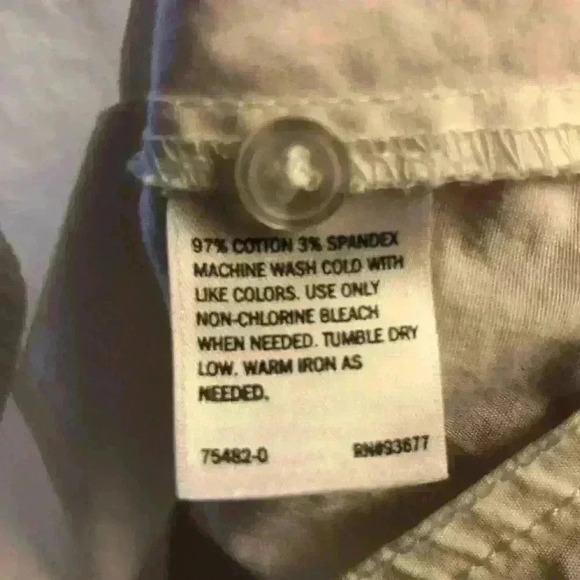 97% COTTON 3% SPANDEX
MACHINE WASH COLD WITH
LIKE COLORS. USE ONLY
NON-CHLORINE BLEACH
WHEN NEEDED. TUMBLE DRY
LOW. WARM IRON AS
NEEDED.
75482-0 RN#93677